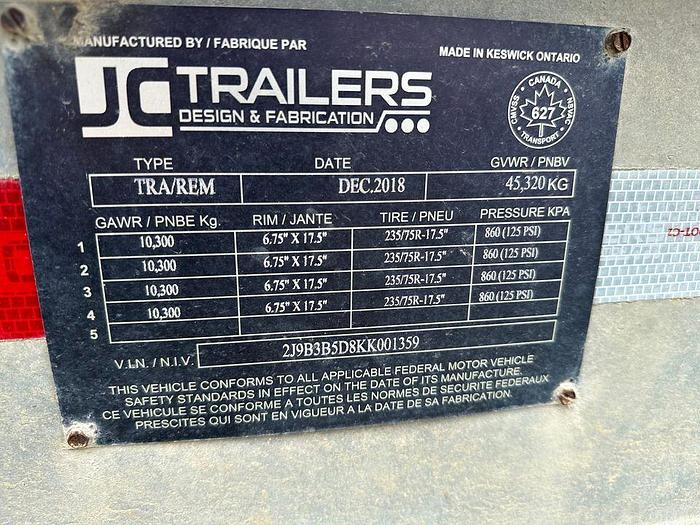 MANUFACTURED BY / FABRIQUE PAR
MADE IN KESWICK ONTARIO
JC TRAILERS
DESIGN & FABRICATION
CANADA
CMVSS 627 NSVAC
TRANSPORT
TYPE DATE GVWR / PNBV
TRA/REM DEC.2018 45,320 KG
GAWR / PNBE Kg. RIM / JANTE TIRE / PNEU PRESSURE KPA
1 10,300 6.75" X 17.5" 235/75R-17.5" 860 (125 PSI)
2 10,300 6.75" X 17.5" 235/75R-17.5" 860 (125 PSI)
3 10,300 6.75" X 17.5" 235/75R-17.5" 860 (125 PSI)
4 10,300 6.75" X 17.5" 235/75R-17.5" 860 (125 PSI)
5
V.I.N. / N.I.V. 2J9B3B5D8KK001359
THIS VEHICLE CONFORMS TO ALL APPLICABLE FEDERAL MOTOR VEHICLE
SAFETY STANDARDS IN EFFECT ON THE DATE OF ITS MANUFACTURE.
CE VEHICULE SE CONFORME A TOUTES LES NORMES DE SECURITE FEDERAUX
PRESCITES QUI SONT EN VIGUEUR A LA DATE DE SA FABRICATION.